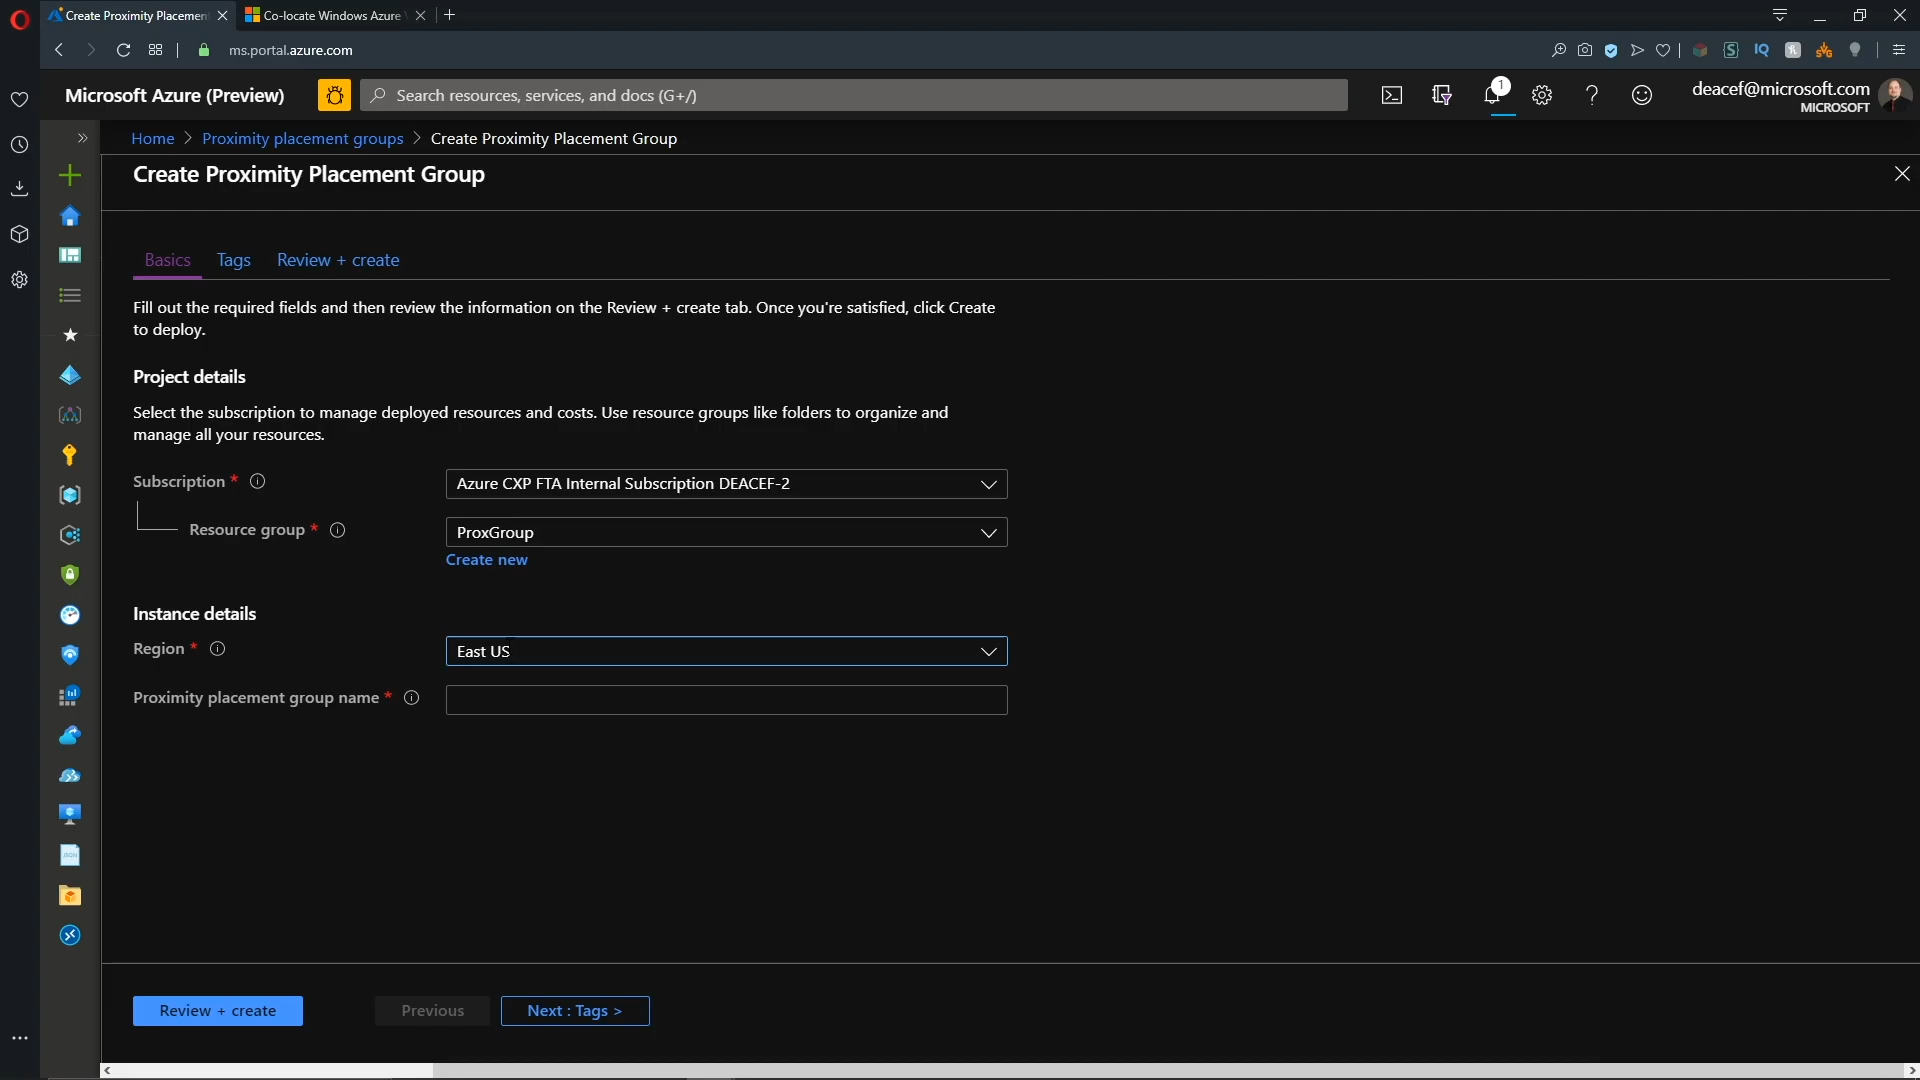 Create Proximity Placemen
Co-locate Windows Azure
ms.portal.azure.com
IQ
Microsoft Azure (Preview)
Search resources, services, and docs (G+/)
1
deacef@microsoft.com
MICROSOFT
Home > Proximity placement groups > Create Proximity Placement Group
Create Proximity Placement Group
Basics
Tags
Review + create
Fill out the required fields and then review the information on the Review + create tab. Once you're satisfied, click Create
to deploy.
Project details
Select the subscription to manage deployed resources and costs. Use resource groups like folders to organize and
manage all your resources.
Subscription *
Azure CXP FTA Internal Subscription DEACEF-2
Resource group *
ProxGroup
Create new
Instance details
Region *
East US
Proximity placement group name *
Review + create
Previous
Next : Tags >